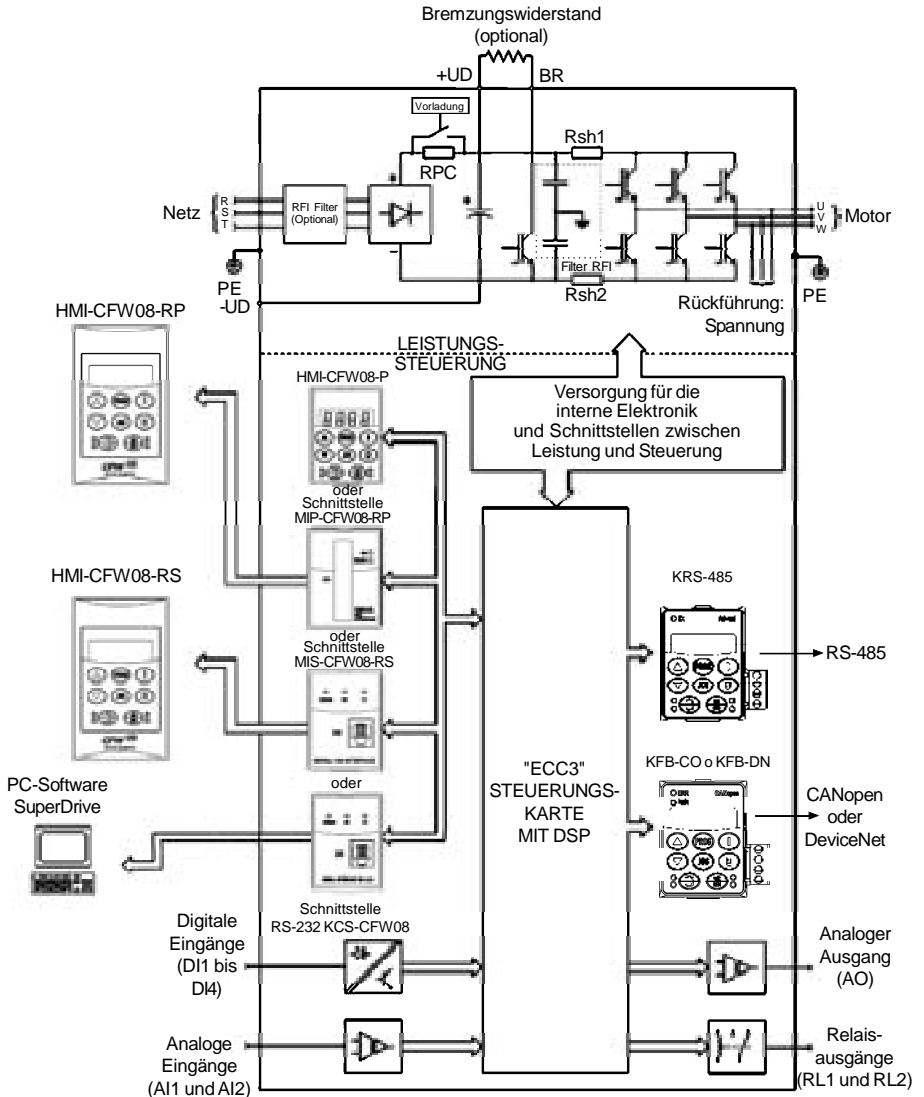 Bremzungswiderstand
(optional)
+UD
BR
Vorladung
RPC
Rsh1
Netz
R
S
T
RFI Filter
(Optional)
U
V
W
Motor
PE
-UD
Filter RFI
Rsh2
Rückführung:
Spannung
PE
HMI-CFW08-RP
LEISTUNGS-
STEUERUNG
HMI-CFW08-P
Versorgung für die
interne Elektronik
und Schnittstellen zwischen
Leistung und Steuerung
oder
Schnittstelle
MIP-CFW08-RP
HMI-CFW08-RS
oder
Schnittstelle
MIS-CFW08-RS
KRS-485
RS-485
oder
PC-Software
SuperDrive
"ECC3"
STEUERUNGS-
KARTE
MIT DSP
KFB-CO o KFB-DN
ERR
CANopen
PROG
CANopen
oder
DeviceNet
Schnittstelle
RS-232 KCS-CFW08
Digitale
Eingänge
(DI1 bis
DI4)
Analoger
Ausgang
(AO)
Analoge
Eingänge
(AI1 und AI2)
Relais-
ausgänge
(RL1 und RL2)